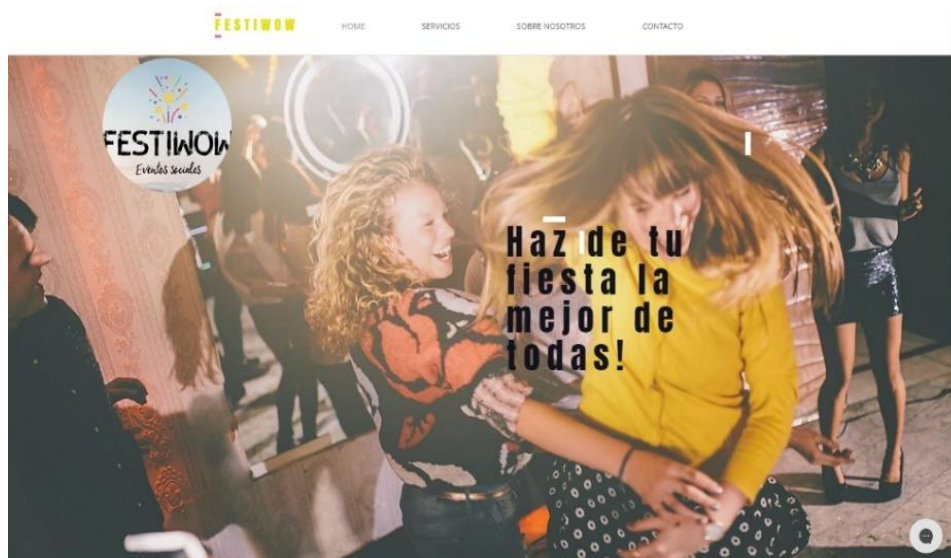 FESTIWOW
HOME
SERVICIOS
SOBRE NOSOTROS
CONTACTO
FESTIWOW
Eventos sociales
Haz de tu
fiesta la
mejor de
todas!